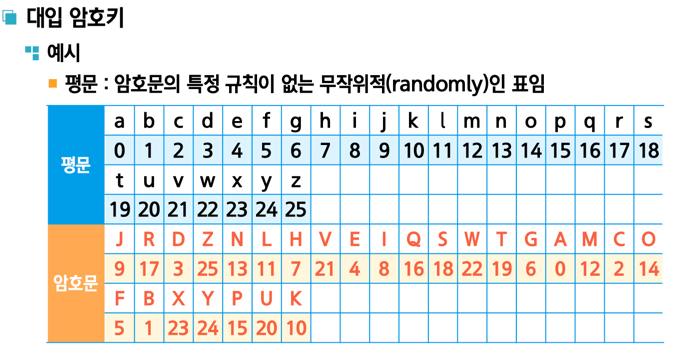 대입 암호키
예시
평문 : 암호문의 특정 규칙이 없는 무작위적(randomly)인 표임
평문
a b c d e f g h i j k l m n o p q r s
0 1 2 3 4 5 6 7 8 9 10 11 12 13 14 15 16 17 18
t u v w x y z
19 20 21 22 23 24 25
암호문
J R D Z N L H V E I Q S W T G A M C O
9 17 3 25 13 11 7 21 4 8 16 18 22 19 6 0 12 2 14
F B X Y P U K
5 1 23 24 15 20 10